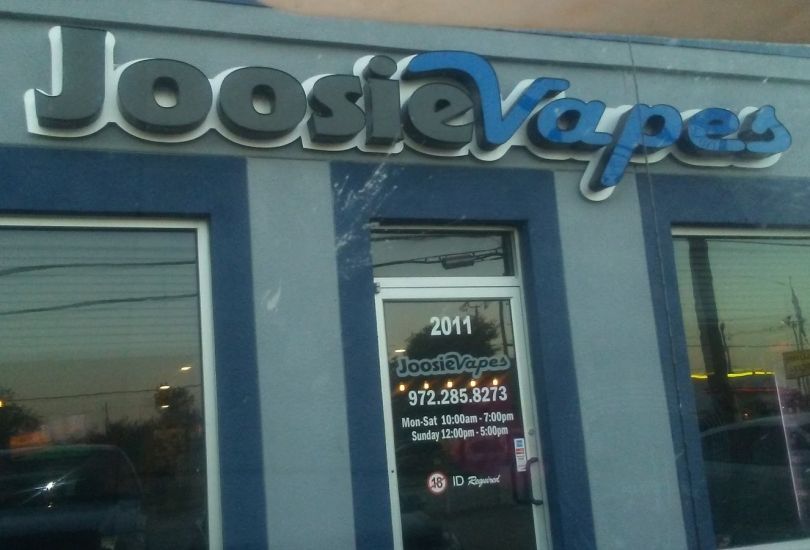 JoosieVapes
2011
JoosieVapes
972.285.8273
Mon-Sat 10:00am - 7:00pm
Sunday 12:00pm - 5:00pm
18+ ID Required